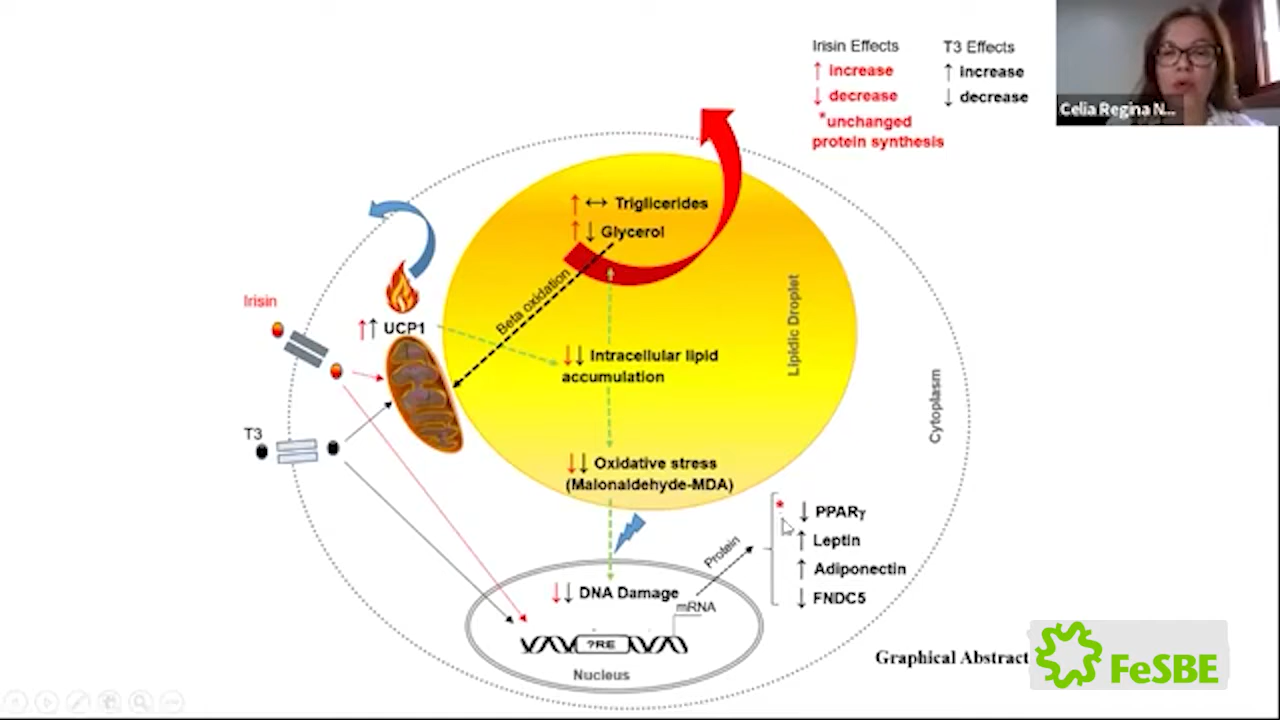 Irisin Effects
↑ increase
↓ decrease
*unchanged
protein synthesis
T3 Effects
↑ increase
↓ decrease
Celia Regina N...
↑ ↔ Triglicerides
↑ ↓ Glycerol
Beta oxidation
Irisin
↑↑ UCP1
↓↓ Intracellular lipid
accumulation
Lipidic Droplet
Cytoplasm
T3
↓↓ Oxidative stress
(Malonaldehyde-MDA)
* ↓ PPARγ
↑ Leptin
↑ Adiponectin
↓ FNDC5
Protein
↓↓ DNA Damage
mRNA
?RE
Nucleus
Graphical Abstract
FeSBE